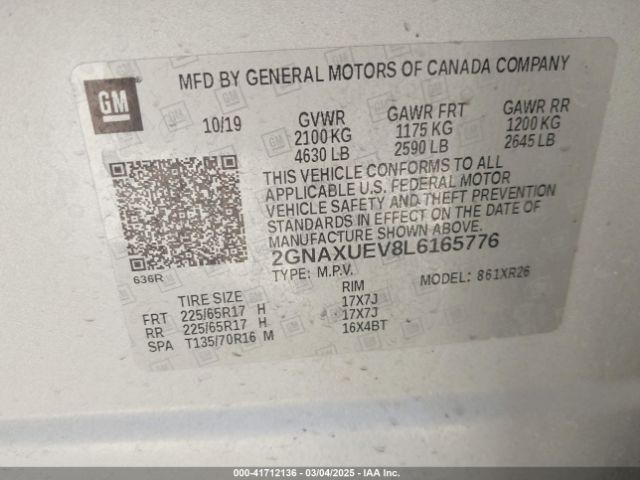 MFD BY GENERAL MOTORS OF CANADA COMPANY
GM
10/19 GVWR GAWR FRT GAWR RR
2100 KG 1175 KG 1200 KG
4630 LB 2590 LB 2645 LB
THIS VEHICLE CONFORMS TO ALL
APPLICABLE U.S. FEDERAL MOTOR
VEHICLE SAFETY AND THEFT PREVENTION
STANDARDS IN EFFECT ON THE DATE OF
MANUFACTURE SHOWN ABOVE.
2GNAXUEV8L6165776
636R
TYPE: M.P.V. MODEL: 861XR26
TIRE SIZE RIM
FRT 225/65R17 H 17X7J
RR 225/65R17 H 17X7J
SPA T135/70R16 M 16X4BT
000-41712136 - 03/04/2025 - IAA Inc.